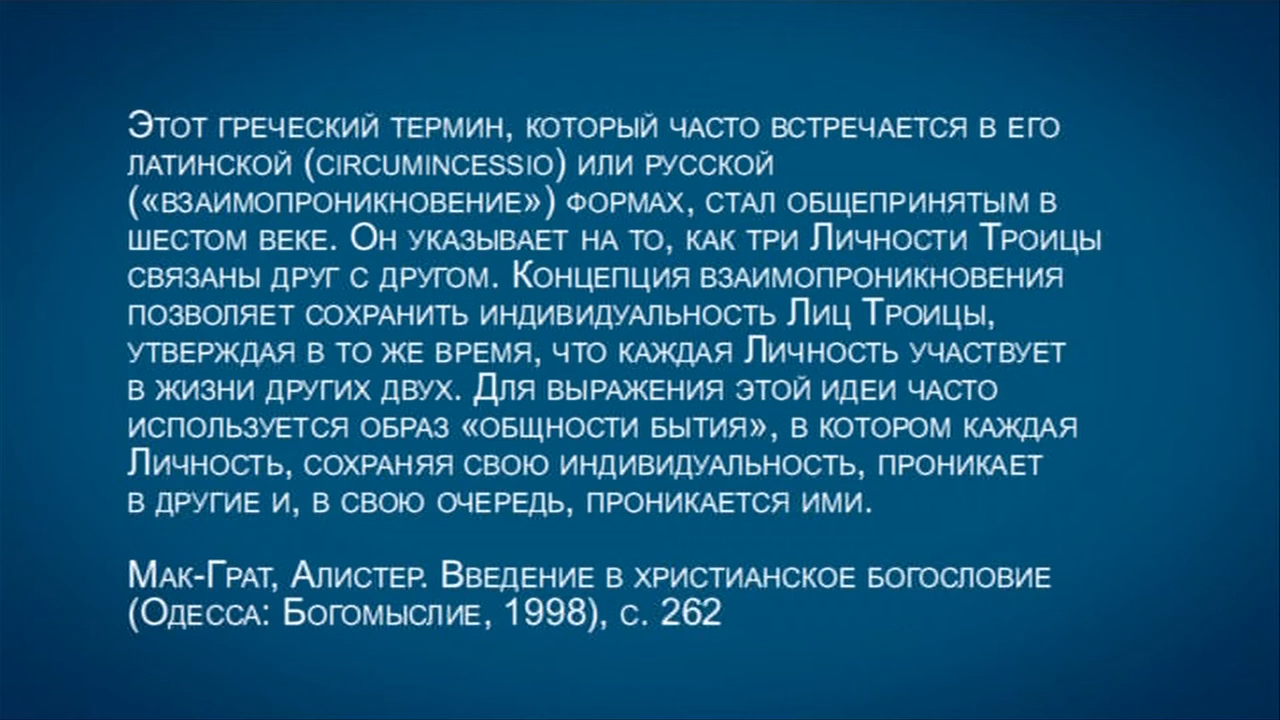 Этот греческий термин, который часто встречается в его
латинской (circumincessio) или русской
(«взаимопроникновение») формах, стал общепринятым в
шестом веке. Он указывает на то, как три Личности Троицы
связаны друг с другом. Концепция взаимопроникновения
позволяет сохранить индивидуальность Лиц Троицы,
утверждая в то же время, что каждая Личность участвует
в жизни других двух. Для выражения этой идеи часто
используется образ «общности бытия», в котором каждая
Личность, сохраняя свою индивидуальность, проникает
в другие и, в свою очередь, проникается ими.
Мак-Грат, Алистер. Введение в христианское богословие
(Одесса: Богомыслие, 1998), с. 262